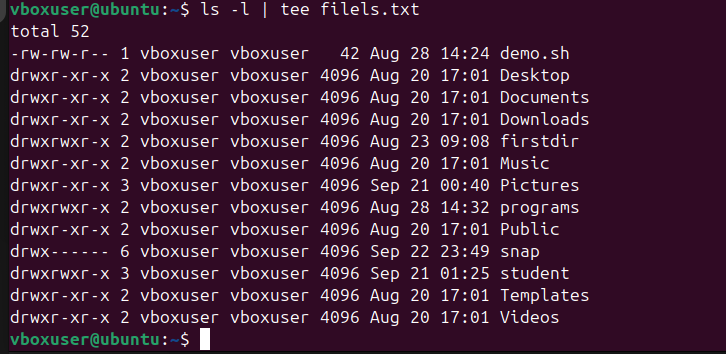 vboxuser@ubuntu:~$ ls -l | tee filels.txt
total 52
-rw-rw-r-- 1 vboxuser vboxuser   42 Aug 28 14:24 demo.sh
drwxr-xr-x 2 vboxuser vboxuser 4096 Aug 20 17:01 Desktop
drwxr-xr-x 2 vboxuser vboxuser 4096 Aug 20 17:01 Documents
drwxr-xr-x 2 vboxuser vboxuser 4096 Aug 20 17:01 Downloads
drwxrwxr-x 2 vboxuser vboxuser 4096 Aug 23 09:08 firstdir
drwxr-xr-x 2 vboxuser vboxuser 4096 Aug 20 17:01 Music
drwxr-xr-x 3 vboxuser vboxuser 4096 Sep 21 00:40 Pictures
drwxrwxr-x 2 vboxuser vboxuser 4096 Aug 28 14:32 programs
drwxr-xr-x 2 vboxuser vboxuser 4096 Aug 20 17:01 Public
drwx------ 6 vboxuser vboxuser 4096 Sep 22 23:49 snap
drwxrwxr-x 3 vboxuser vboxuser 4096 Sep 21 01:25 student
drwxr-xr-x 2 vboxuser vboxuser 4096 Aug 20 17:01 Templates
drwxr-xr-x 2 vboxuser vboxuser 4096 Aug 20 17:01 Videos
vboxuser@ubuntu:~$